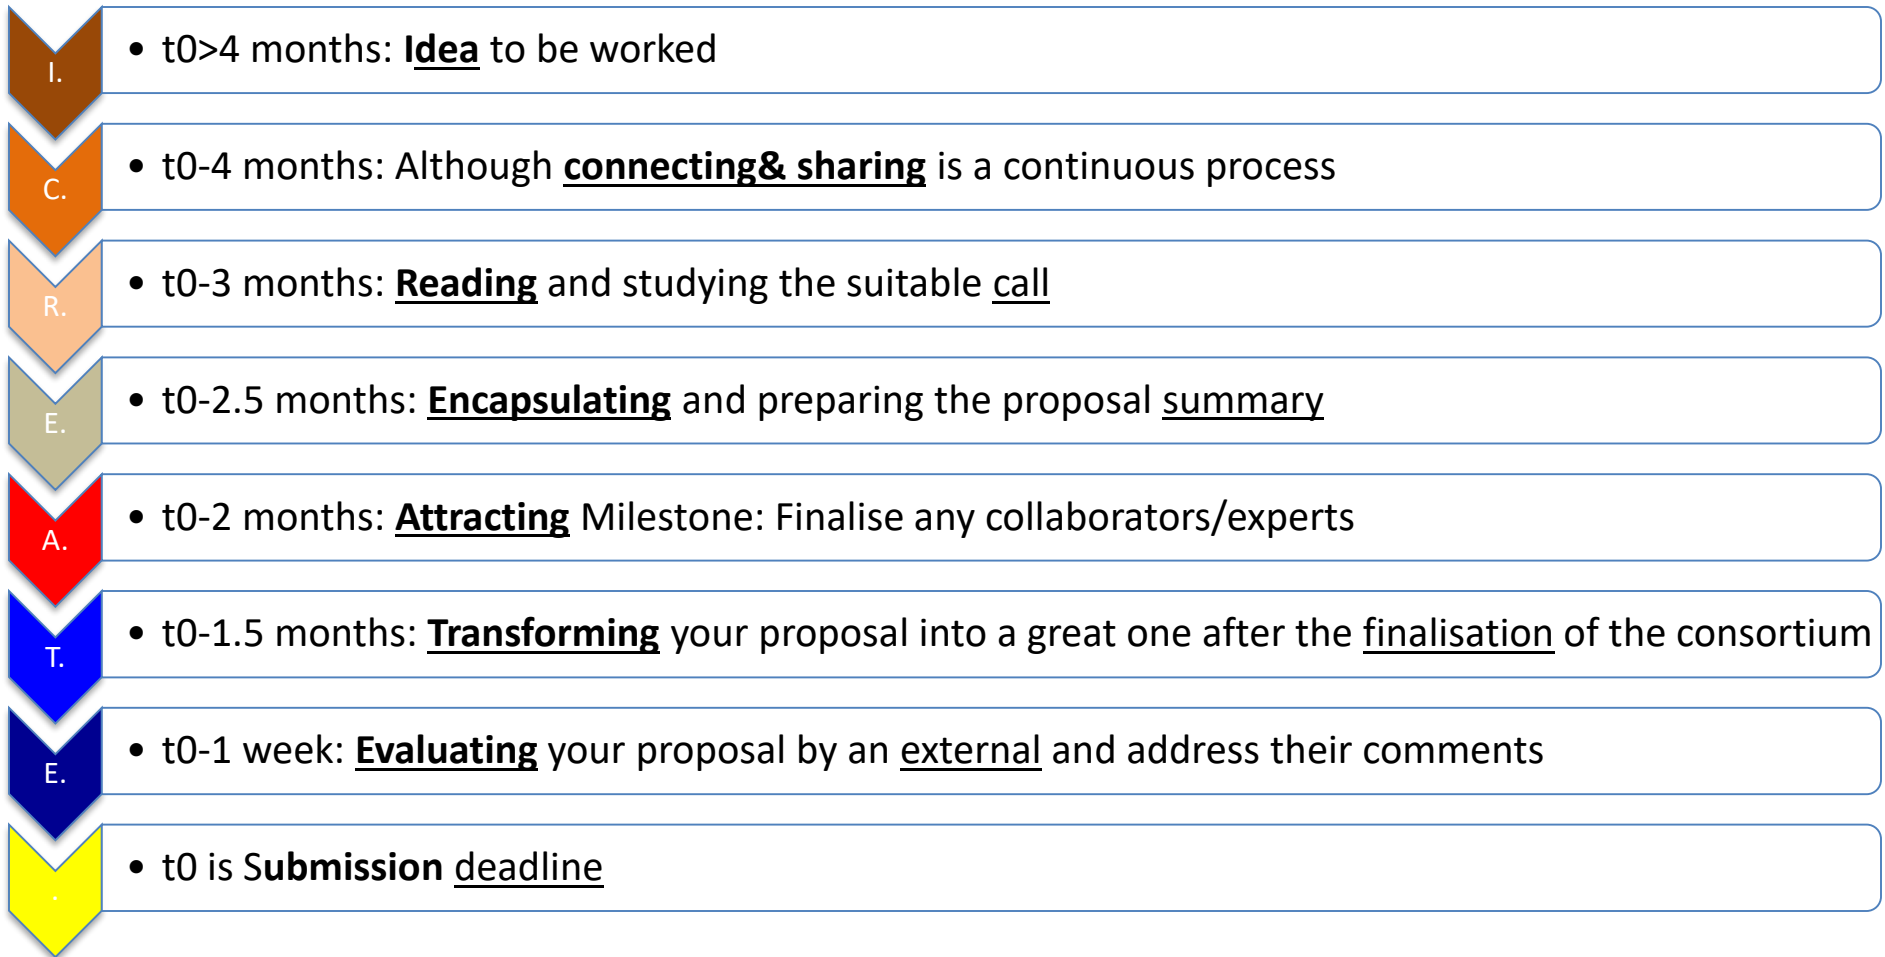 I.
• t0>4 months: Idea to be worked
C.
• t0-4 months: Although connecting& sharing is a continuous process
R.
• t0-3 months: Reading and studying the suitable call
E.
• t0-2.5 months: Encapsulating and preparing the proposal summary
A.
• t0-2 months: Attracting Milestone: Finalise any collaborators/experts
T.
• t0-1.5 months: Transforming your proposal into a great one after the finalisation of the consortium
E.
• t0-1 week: Evaluating your proposal by an external and address their comments
.
• t0 is Submission deadline